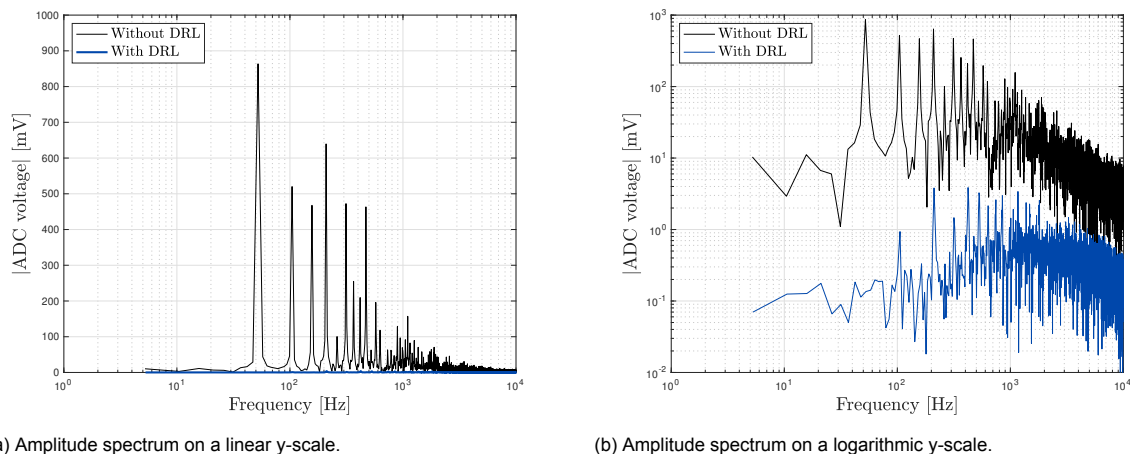 1000
900
800
700
600
500
400
300
200
100
0
|ADC voltage| [mV]
Without DRL
With DRL
10^0
10^1
10^2
10^3
10^4
Frequency [Hz]
a) Amplitude spectrum on a linear y-scale.
10^3
10^2
10^1
10^0
10^-1
10^-2
|ADC voltage| [mV]
Without DRL
With DRL
10^0
10^1
10^2
10^3
10^4
Frequency [Hz]
(b) Amplitude spectrum on a logarithmic y-scale.